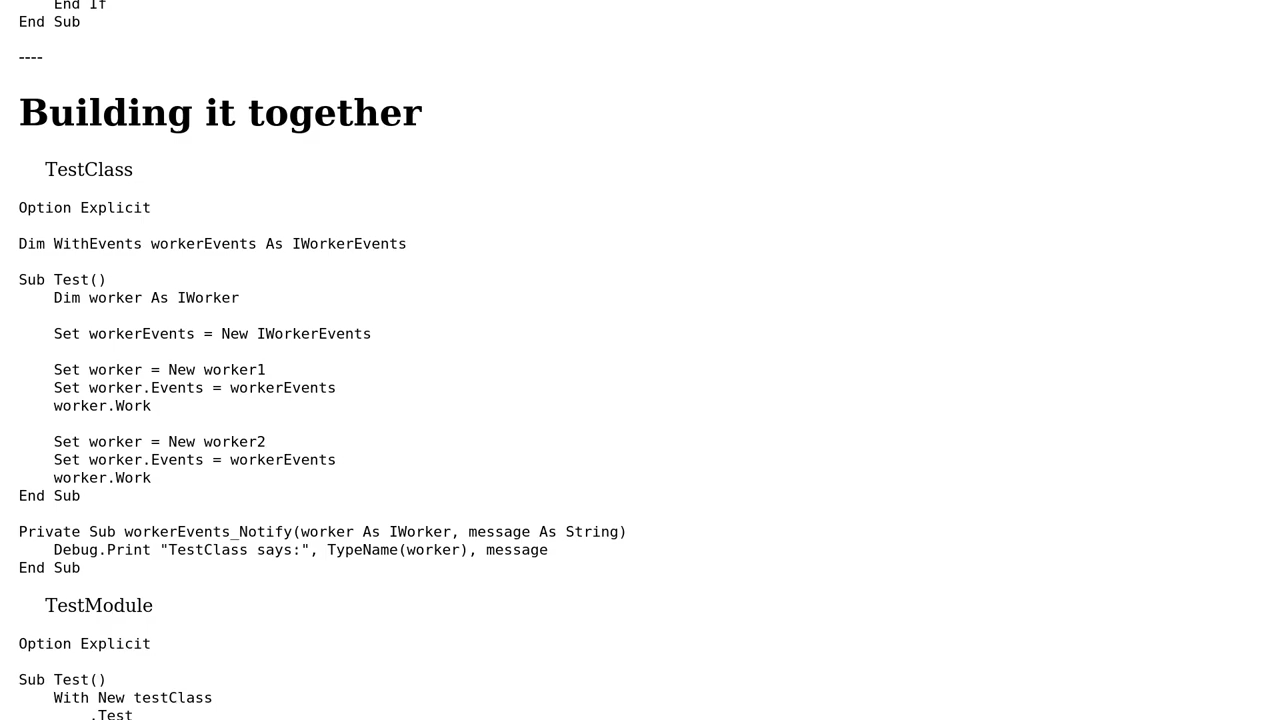 End If
End Sub

----

Building it together

TestClass

Option Explicit

Dim WithEvents workerEvents As IWorkerEvents

Sub Test()
    Dim worker As IWorker

    Set workerEvents = New IWorkerEvents

    Set worker = New worker1
    Set worker.Events = workerEvents
    worker.Work

    Set worker = New worker2
    Set worker.Events = workerEvents
    worker.Work
End Sub

Private Sub workerEvents_Notify(worker As IWorker, message As String)
    Debug.Print "TestClass says:", TypeName(worker), message
End Sub

TestModule

Option Explicit

Sub Test()
    With New testClass
        .Test